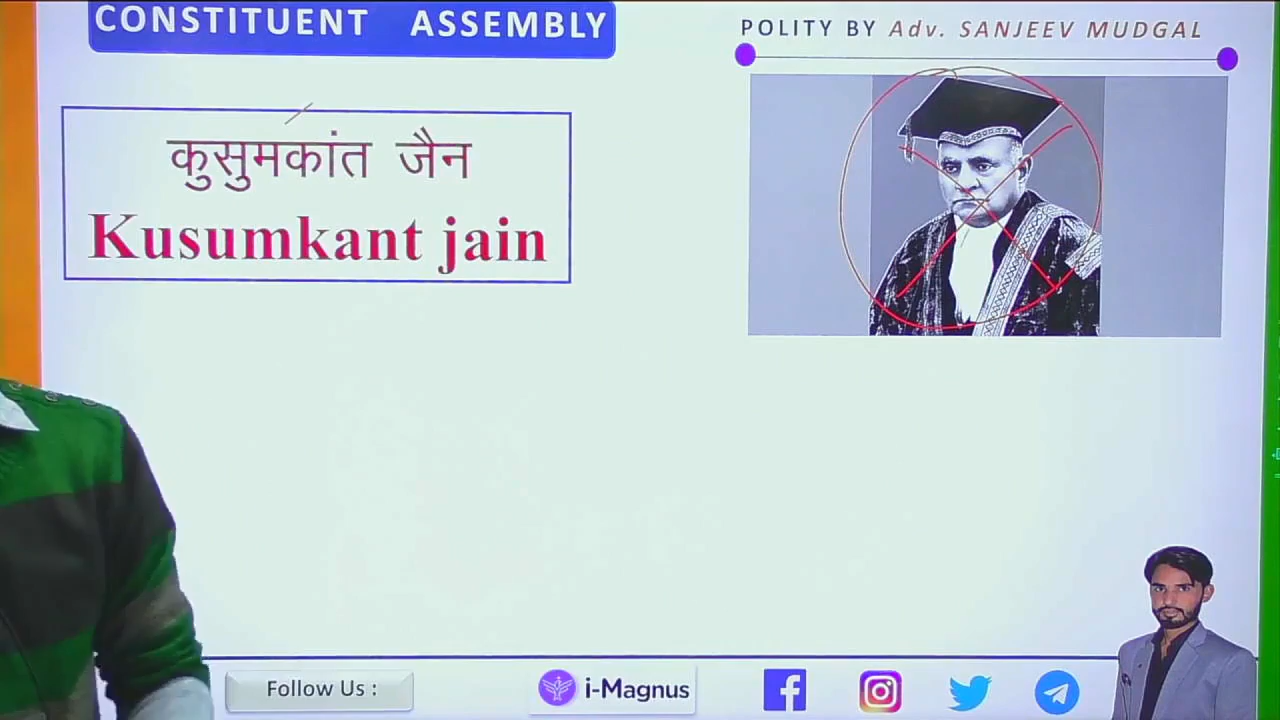 CONSTITUENT ASSEMBLY
POLITY BY Adv. SANJEEV MUDGAL
कुसुमकांत जैन
Kusumkant jain
Follow Us :
i-Magnus